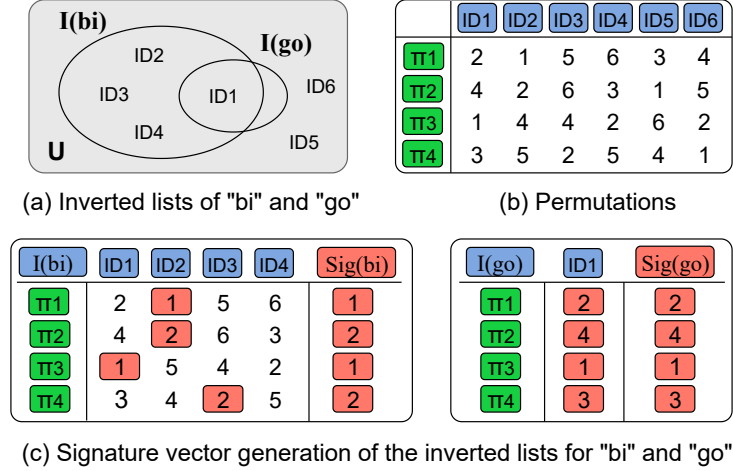 I(bi)
I(go)
ID2
ID3
ID1
ID6
ID4
ID5
U
(a) Inverted lists of "bi" and "go"
ID1 ID2 ID3 ID4 ID5 ID6
π1 2 1 5 6 3 4
π2 4 2 6 3 1 5
π3 1 4 4 2 6 2
π4 3 5 2 5 4 1
(b) Permutations
I(bi) ID1 ID2 ID3 ID4 Sig(bi)
π1 2 1 5 6 1
π2 4 2 6 3 2
π3 1 5 4 2 1
π4 3 4 2 5 2
I(go) ID1 Sig(go)
π1 2 2
π2 4 4
π3 1 1
π4 3 3
(c) Signature vector generation of the inverted lists for "bi" and "go"